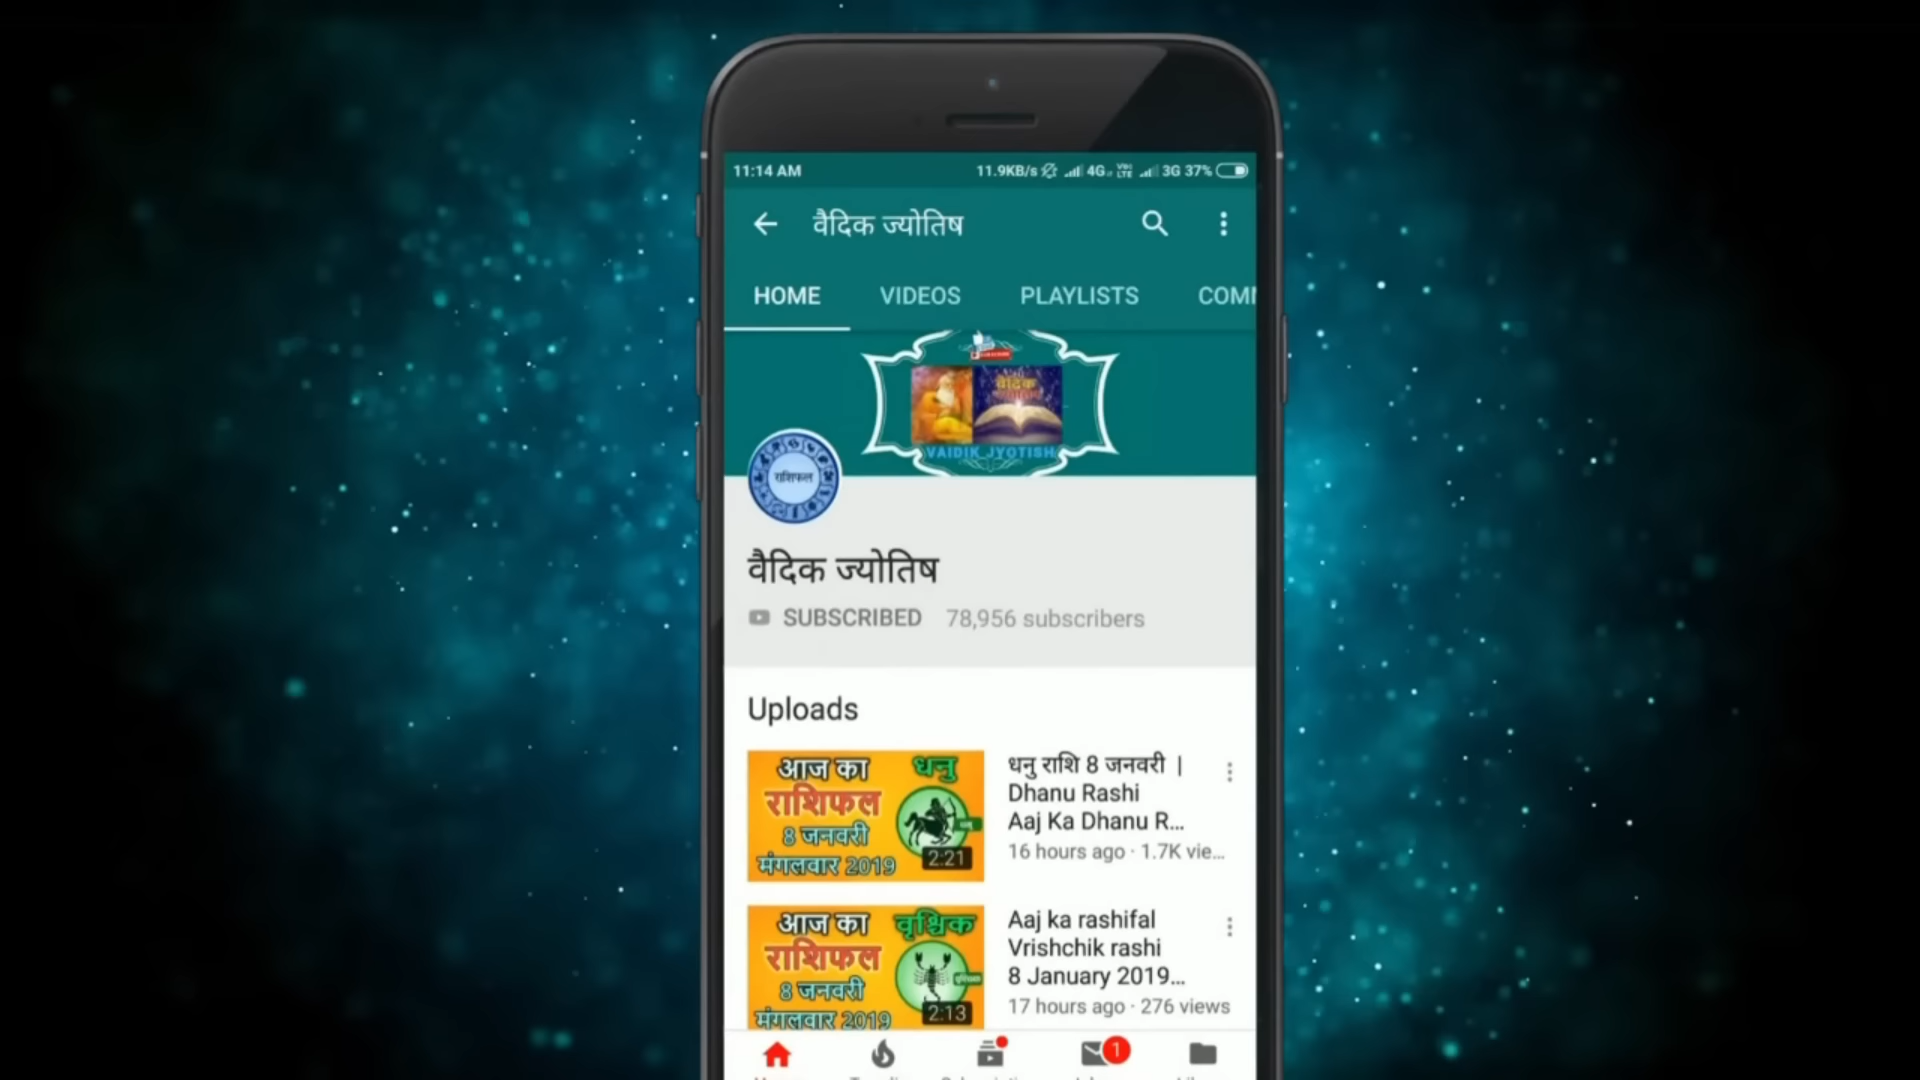 11:14 AM 11.9KB/s 4G 3G 37%
वैदिक ज्योतिष
HOME VIDEOS PLAYLISTS COM
वैदिक
VAIDIK JYOTISH
राशिफल
वैदिक ज्योतिष
SUBSCRIBED 78,956 subscribers
Uploads
आज का धनु
राशिफल
8 जनवरी
मंगलवार 2019
2:21
धनु राशि 8 जनवरी |
Dhanu Rashi
Aaj Ka Dhanu R...
16 hours ago · 1.7K vie...
आज का वृश्चिक
राशिफल
8 जनवरी
मंगलवार 2019
2:13
Aaj ka rashifal
Vrishchik rashi
8 January 2019...
17 hours ago · 276 views
1